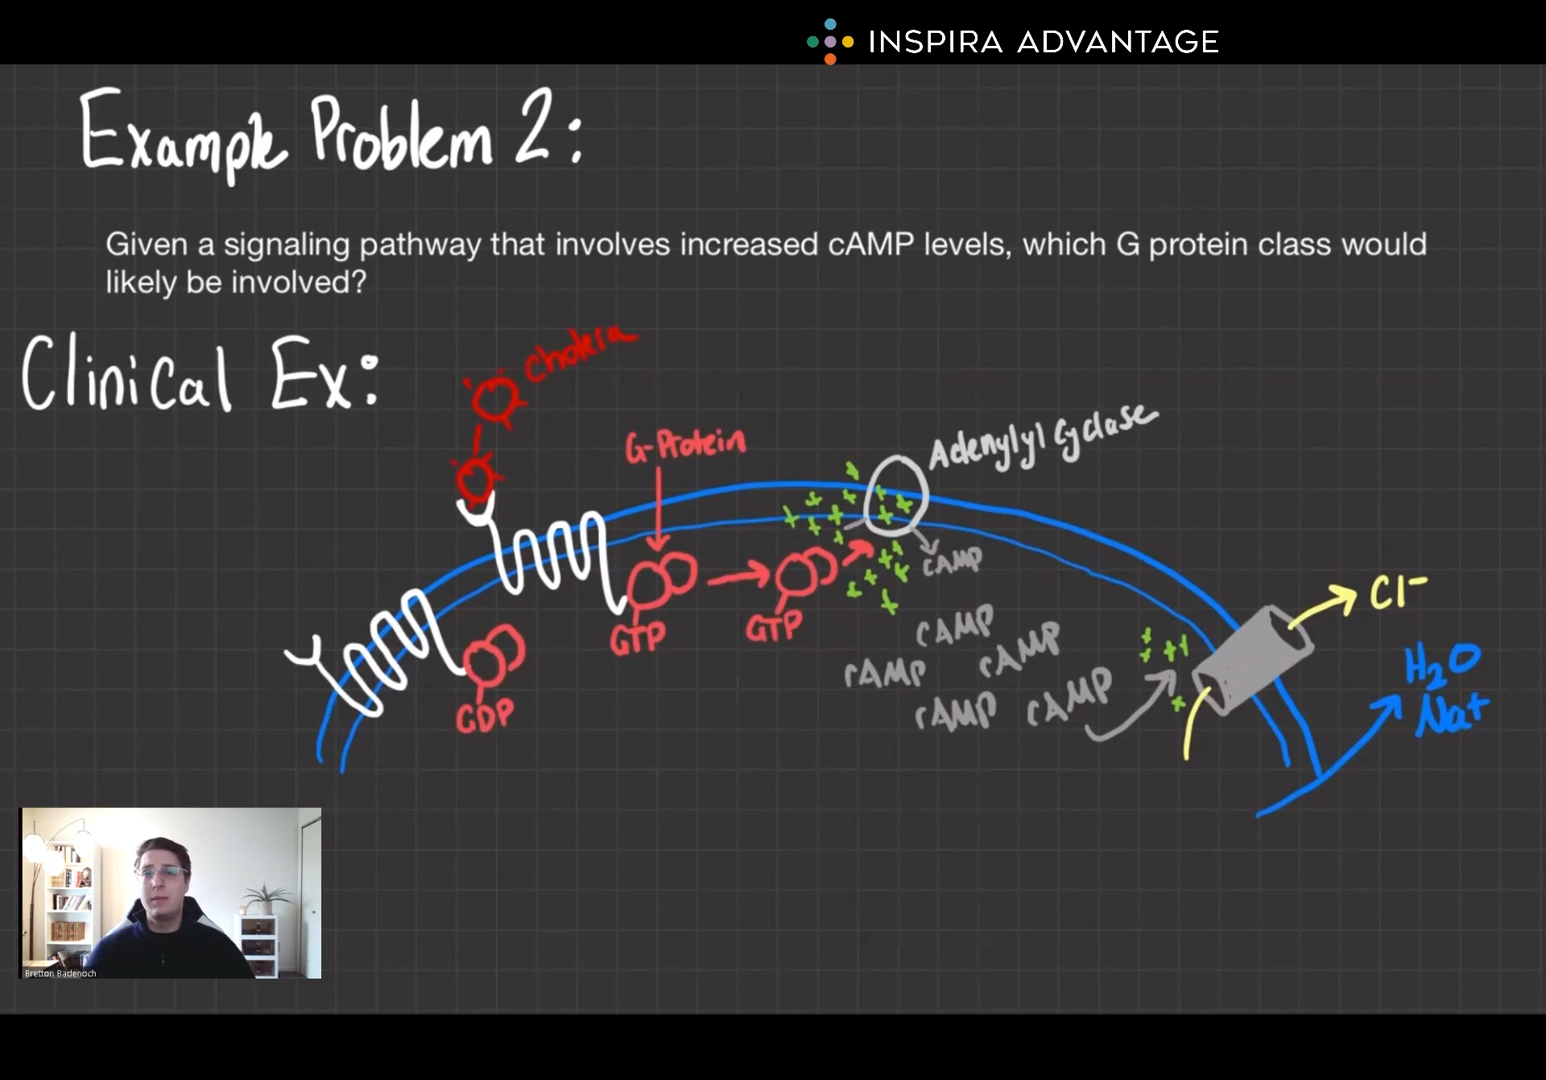 INSPIRA ADVANTAGE
Example Problem 2:
Given a signaling pathway that involves increased cAMP levels, which G protein class would
likely be involved?
Clinical Ex:
Cholera
G-Protein
Adenylyl Cyclase
GDP
GTP
GTP
cAMP
cAMP
cAMP
cAMP
cAMP
cAMP
Cl-
H2O
Na+
Bretton Badenoch